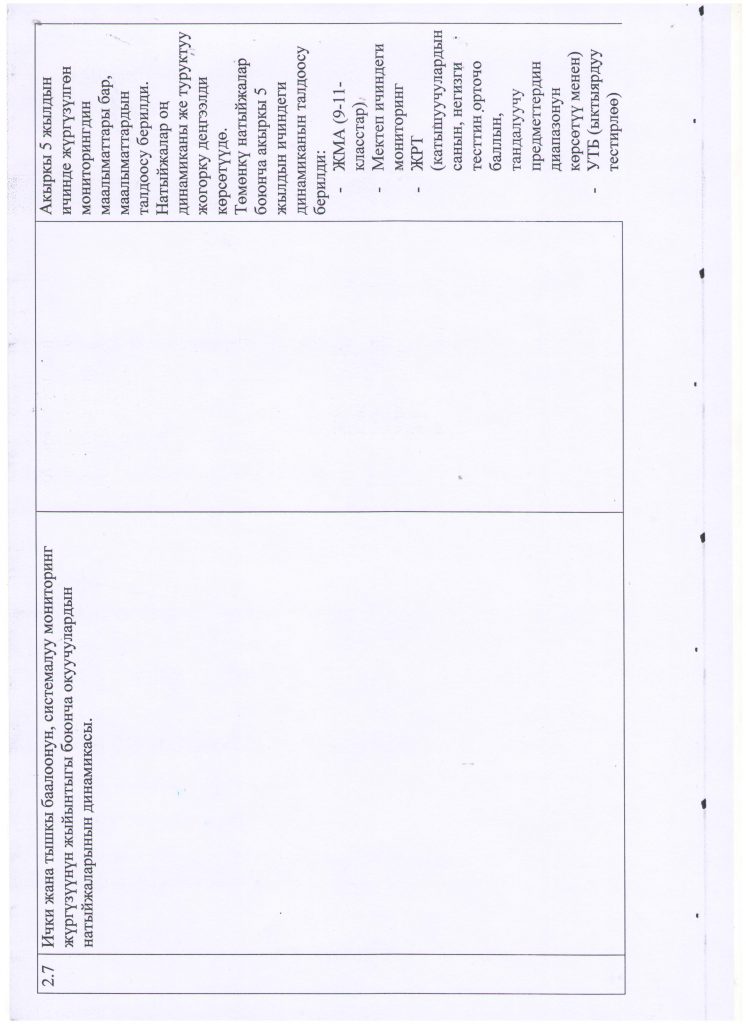 2.7
Ички жана тышкы баалоонун, системалуу мониторинг
жүргүзүүнүн жыйынтыгы боюнча окуучулардын
натыйжаларынын динамикасы.
Акыркы 5 жылдын
ичинде жүргүзүлгөн
мониторингдин
маалыматтары бар,
маалыматтардын
талдоосу берилди.
Натыйжалар оң
динамиканы же туруктуу
жогорку деңгээлди
көрсөтүүдө.
Төмөнкү натыйжалар
боюнча акыркы 5
жылдын ичиндеги
динамиканын талдоосу
берилди:
- ЖМА (9-11-
класстар)
- Мектеп ичиндеги
мониторинг
- ЖРТ
(катышуучулардын
санын, негизги
тесттин орточо
баллын,
тандалуучу
предметтердин
диапазонун
көрсөтүү менен)
- УТБ (ыктыярдуу
тестирлөө)